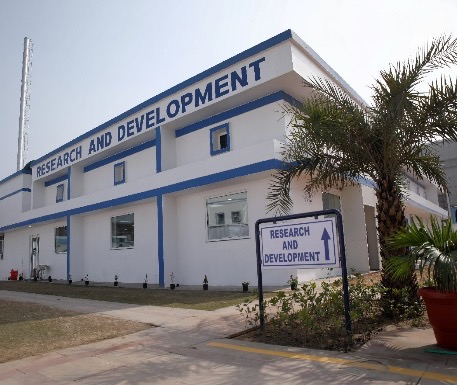 RESEARCH AND DEVELOPMENT
RESEARCH
AND
DEVELOPMENT